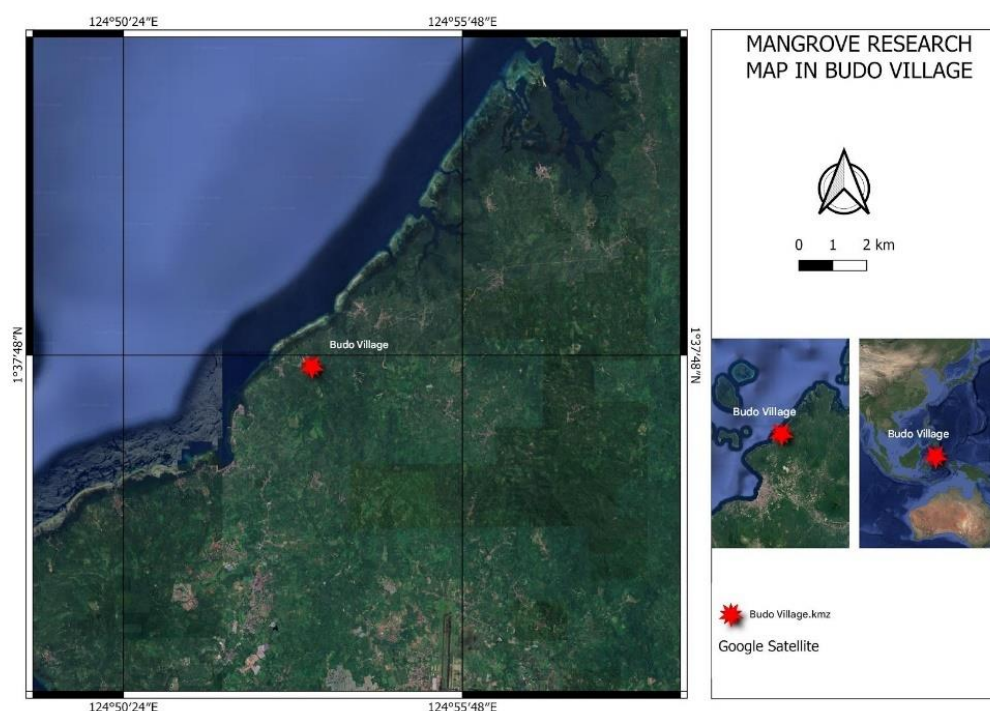 124°50′24″E
124°55′48″E
1°37′48″N
Budo Village
1°37′48″N
124°50′24″E
124°55′48″E
MANGROVE RESEARCH
MAP IN BUDO VILLAGE
0 1 2 km
Budo Village
Budo Village
Budo Village.kmz
Google Satellite